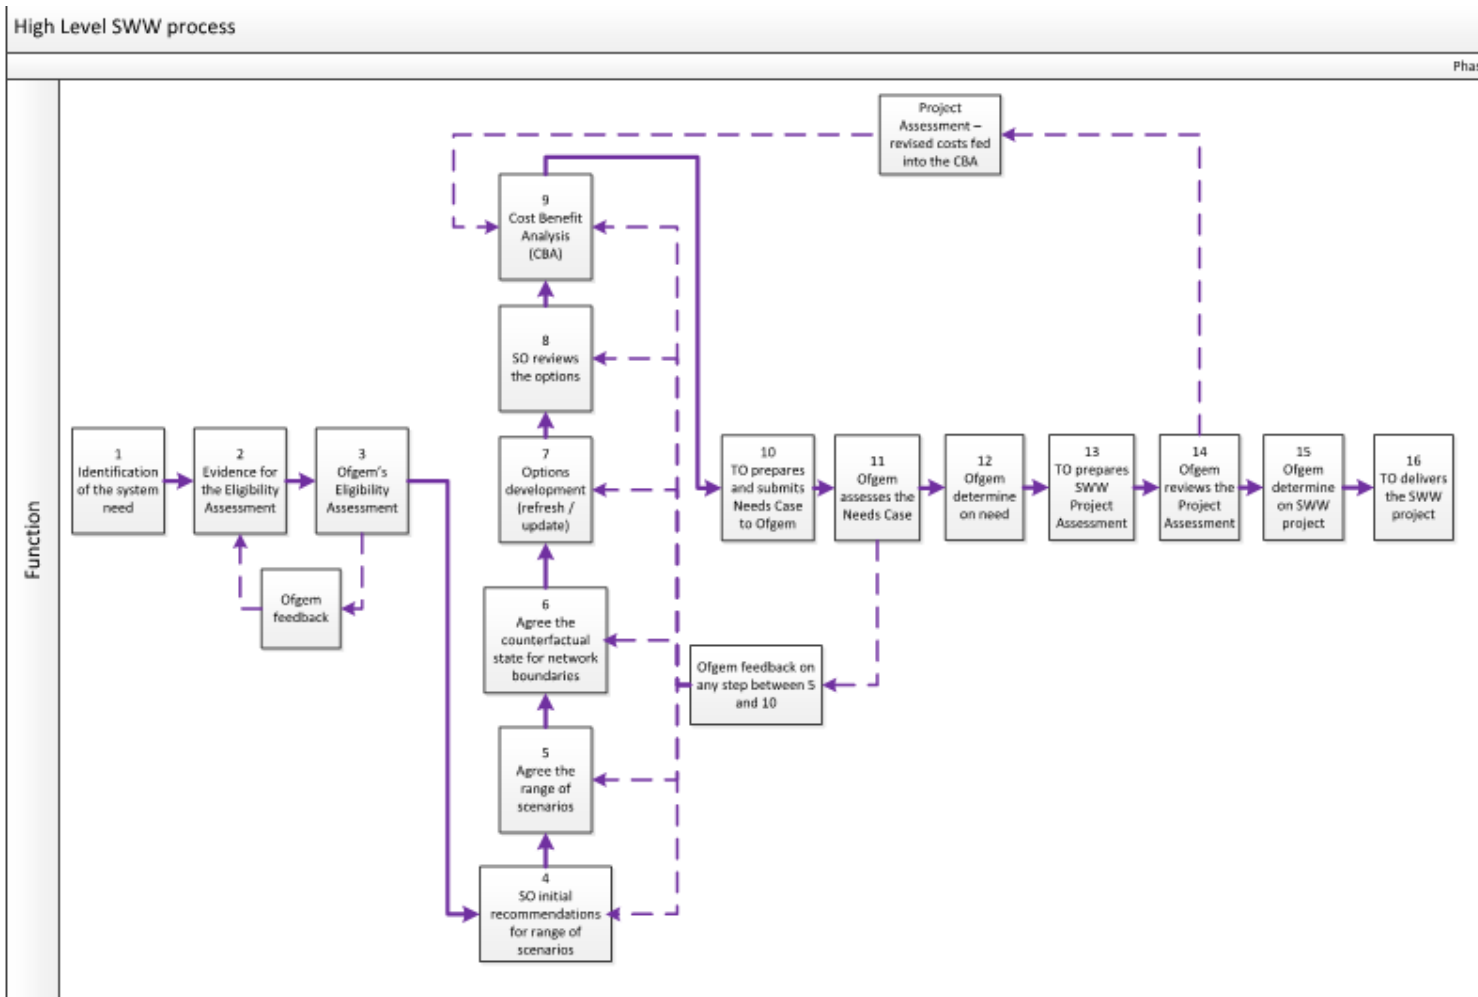 High Level SWW process
Phas
Function
Project
Assessment –
revised costs fed
into the CBA
9
Cost Benefit
Analysis
(CBA)
8
SO reviews
the options
7
Options
development
(refresh /
update)
6
Agree the
counterfactual
state for network
boundaries
5
Agree the
range of
scenarios
4
SO initial
recommendations
for range of
scenarios
1
Identification
of the system
need
2
Evidence for
the Eligibility
Assessment
3
Ofgem's
Eligibility
Assessment
Ofgem
feedback
10
TO prepares
and submits
Needs Case
to Ofgem
11
Ofgem
assesses the
Needs Case
12
Ofgem
determine
on need
13
TO prepares
SWW
Project
Assessment
14
Ofgem
reviews the
Project
Assessment
15
Ofgem
determine
on SWW
project
16
TO delivers
the SWW
project
Ofgem feedback on
any step between 5
and 10